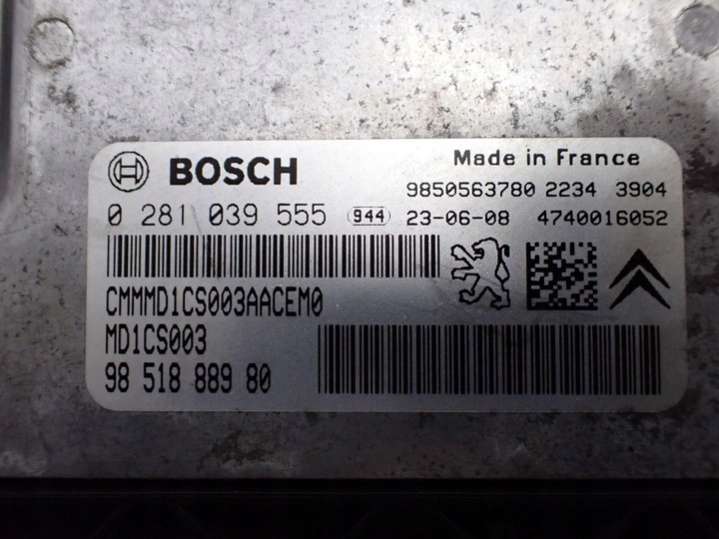 BOSCH Made in France
9850563780 2234 3904
0 281 039 555 944 23-06-08 4740016052
CMMMD1CS003AACEM0
MD1CS003
98 518 889 80